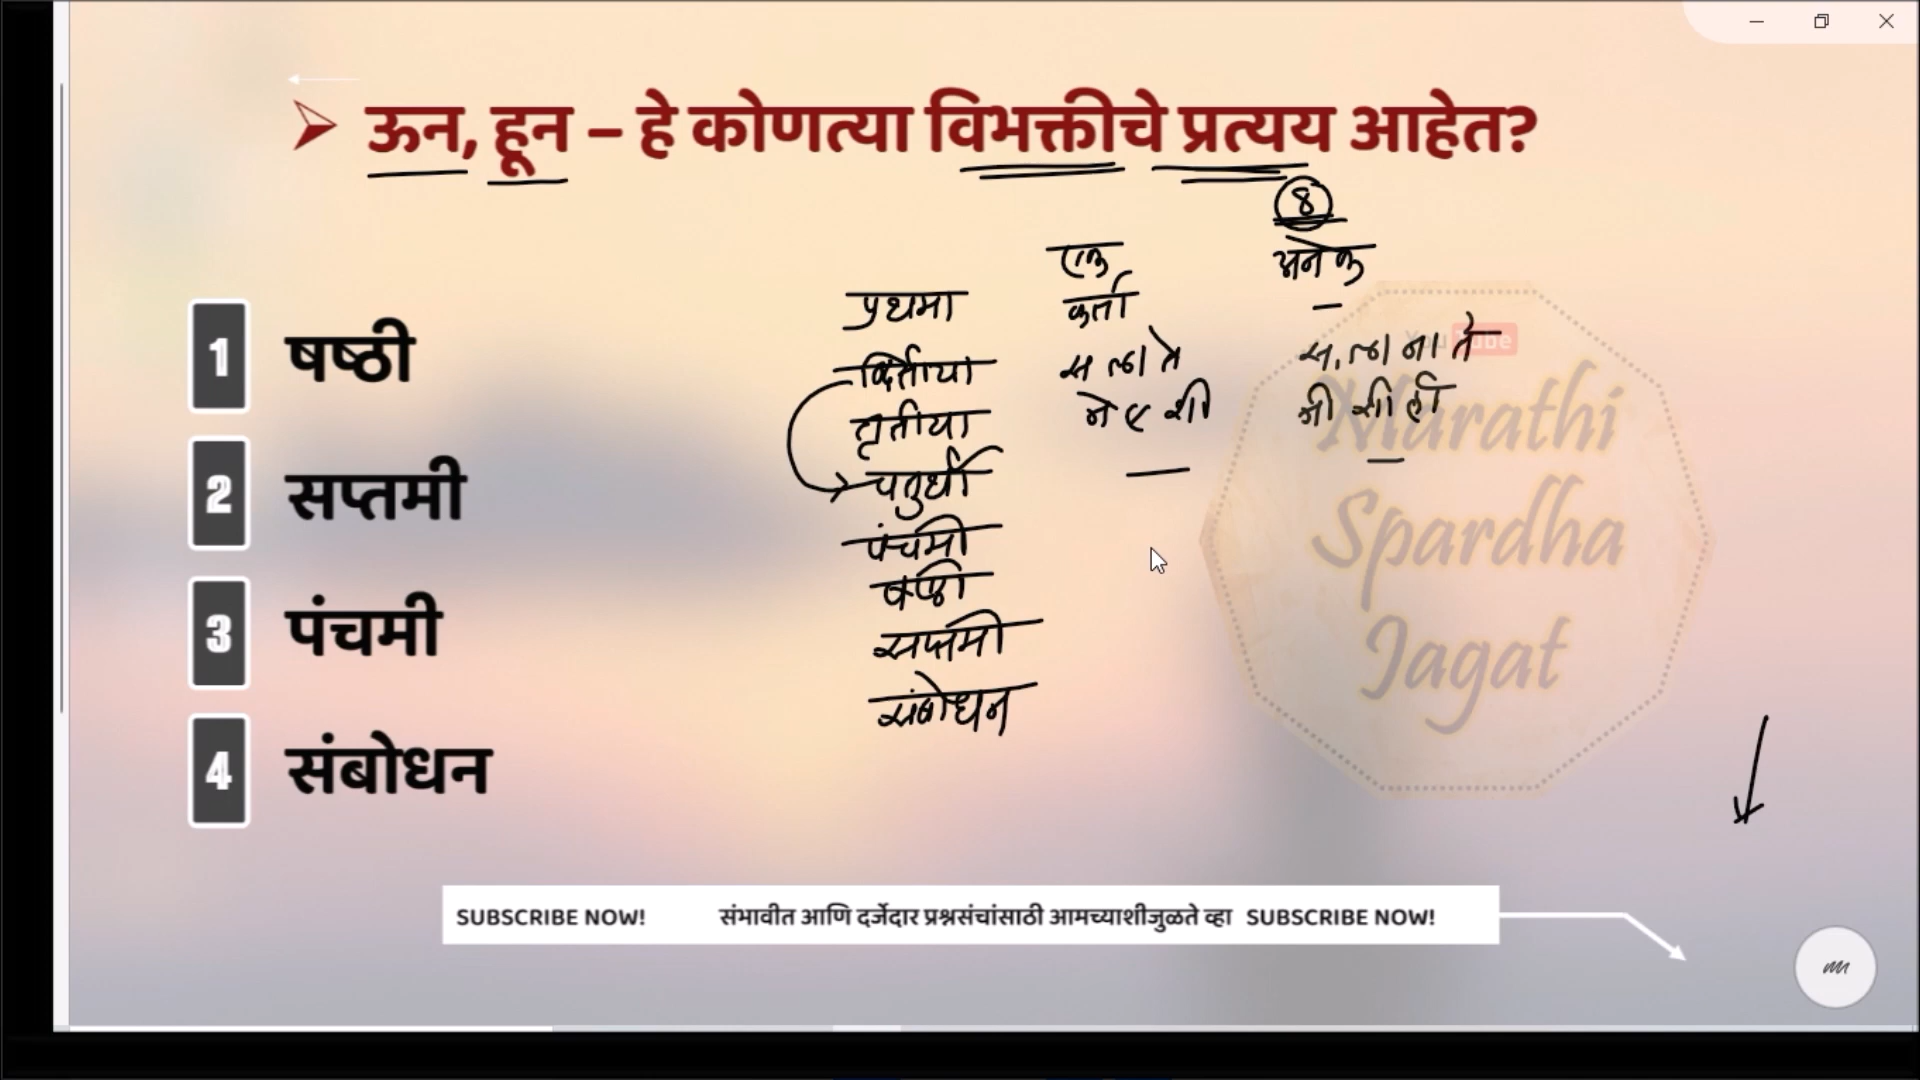 ऊन, हून – हे कोणत्या विभक्तीचे प्रत्यय आहेत?
8
एक अनेक
प्रथमा कर्ता –
द्वितीया स ला ते स. ला ना ते
तृतीया ने ए शी नी शी ही
चतुर्थी — –
पंचमी
षष्ठी
सप्तमी
संबोधन
1 षष्ठी
2 सप्तमी
3 पंचमी
4 संबोधन
YouTube
Marathi
Spardha
Jagat
SUBSCRIBE NOW! संभावीत आणि दर्जेदार प्रश्नसंचांसाठी आमच्याशीजुळते व्हा SUBSCRIBE NOW!